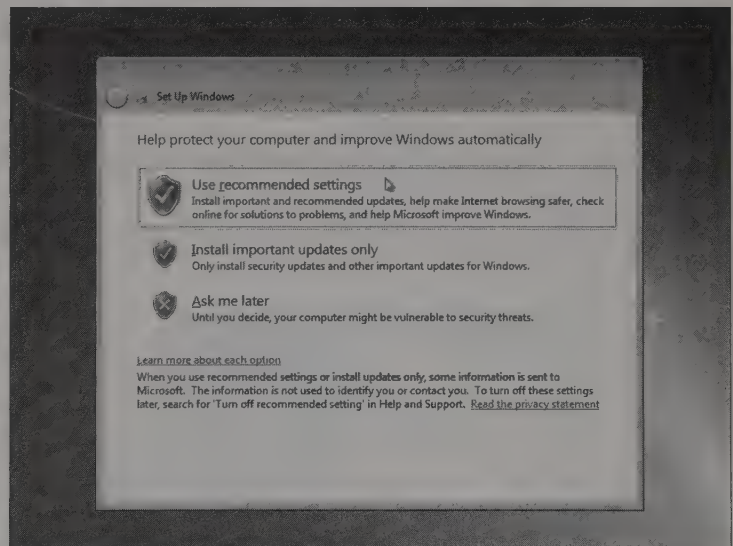 Set Up Windows
Help protect your computer and improve Windows automatically
Use recommended settings
Install important and recommended updates, help make Internet browsing safer, check
online for solutions to problems, and help Microsoft improve Windows.
Install important updates only
Only install security updates and other important updates for Windows.
Ask me later
Until you decide, your computer might be vulnerable to security threats.
Learn more about each option
When you use recommended settings or install updates only, some information is sent to
Microsoft. The information is not used to identify you or contact you. To turn off these settings
later, search for 'Turn off recommended setting' in Help and Support. Read the privacy statement